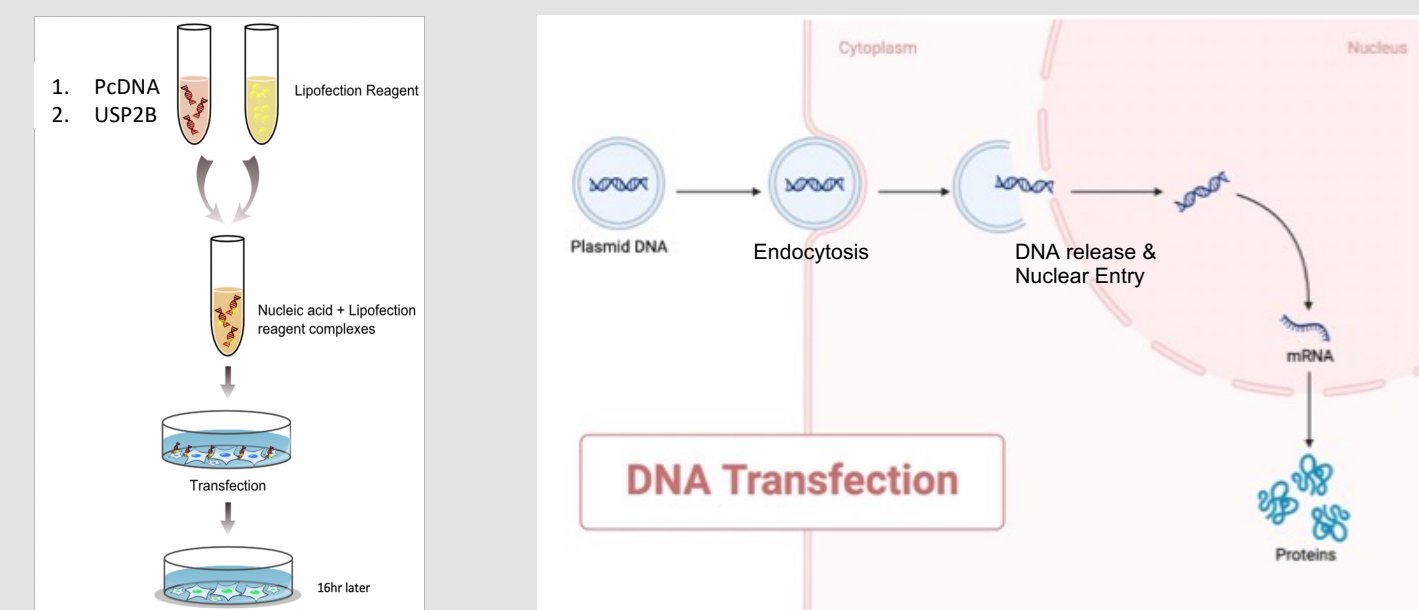 1. PcDNA
2. USP2B
Lipofection Reagent
Nucleic acid + Lipofection
reagent complexes
Transfection
16hr later
Cytoplasm
Nucleus
Plasmid DNA
Endocytosis
DNA release &
Nuclear Entry
mRNA
DNA Transfection
Proteins